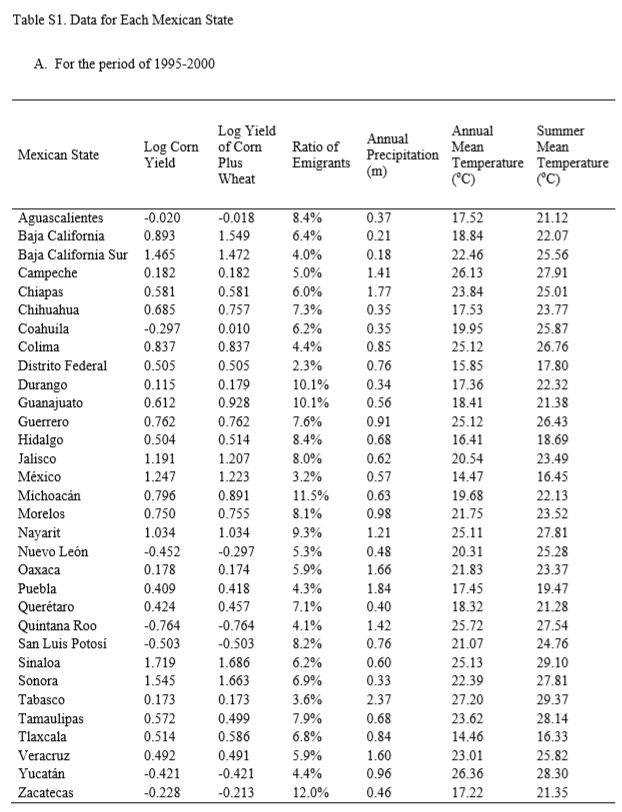 Table S1. Data for Each Mexican State
A. For the period of 1995-2000
Mexican State Log Corn Yield Log Yield of Corn Plus Wheat Ratio of Emigrants Annual Precipitation (m) Annual Mean Temperature (°C) Summer Mean Temperature (°C)
Aguascalientes -0.020 -0.018 8.4% 0.37 17.52 21.12
Baja California 0.893 1.549 6.4% 0.21 18.84 22.07
Baja California Sur 1.465 1.472 4.0% 0.18 22.46 25.56
Campeche 0.182 0.182 5.0% 1.41 26.13 27.91
Chiapas 0.581 0.581 6.0% 1.77 23.84 25.01
Chihuahua 0.685 0.757 7.3% 0.35 17.53 23.77
Coahuila -0.297 0.010 6.2% 0.35 19.95 25.87
Colima 0.837 0.837 4.4% 0.85 25.12 26.76
Distrito Federal 0.505 0.505 2.3% 0.76 15.85 17.80
Durango 0.115 0.179 10.1% 0.34 17.36 22.32
Guanajuato 0.612 0.928 10.1% 0.56 18.41 21.38
Guerrero 0.762 0.762 7.6% 0.91 25.12 26.43
Hidalgo 0.504 0.514 8.4% 0.68 16.41 18.69
Jalisco 1.191 1.207 8.0% 0.62 20.54 23.49
México 1.247 1.223 3.2% 0.57 14.47 16.45
Michoacán 0.796 0.891 11.5% 0.63 19.68 22.13
Morelos 0.750 0.755 8.1% 0.98 21.75 23.52
Nayarit 1.034 1.034 9.3% 1.21 25.11 27.81
Nuevo León -0.452 -0.297 5.3% 0.48 20.31 25.28
Oaxaca 0.178 0.174 5.9% 1.66 21.83 23.37
Puebla 0.409 0.418 4.3% 1.84 17.45 19.47
Querétaro 0.424 0.457 7.1% 0.40 18.32 21.28
Quintana Roo -0.764 -0.764 4.1% 1.42 25.72 27.54
San Luis Potosí -0.503 -0.503 8.2% 0.76 21.07 24.76
Sinaloa 1.719 1.686 6.2% 0.60 25.13 29.10
Sonora 1.545 1.663 6.9% 0.33 22.39 27.81
Tabasco 0.173 0.173 3.6% 2.37 27.20 29.37
Tamaulipas 0.572 0.499 7.9% 0.68 23.62 28.14
Tlaxcala 0.514 0.586 6.8% 0.84 14.46 16.33
Veracruz 0.492 0.491 5.9% 1.60 23.01 25.82
Yucatán -0.421 -0.421 4.4% 0.96 26.36 28.30
Zacatecas -0.228 -0.213 12.0% 0.46 17.22 21.35